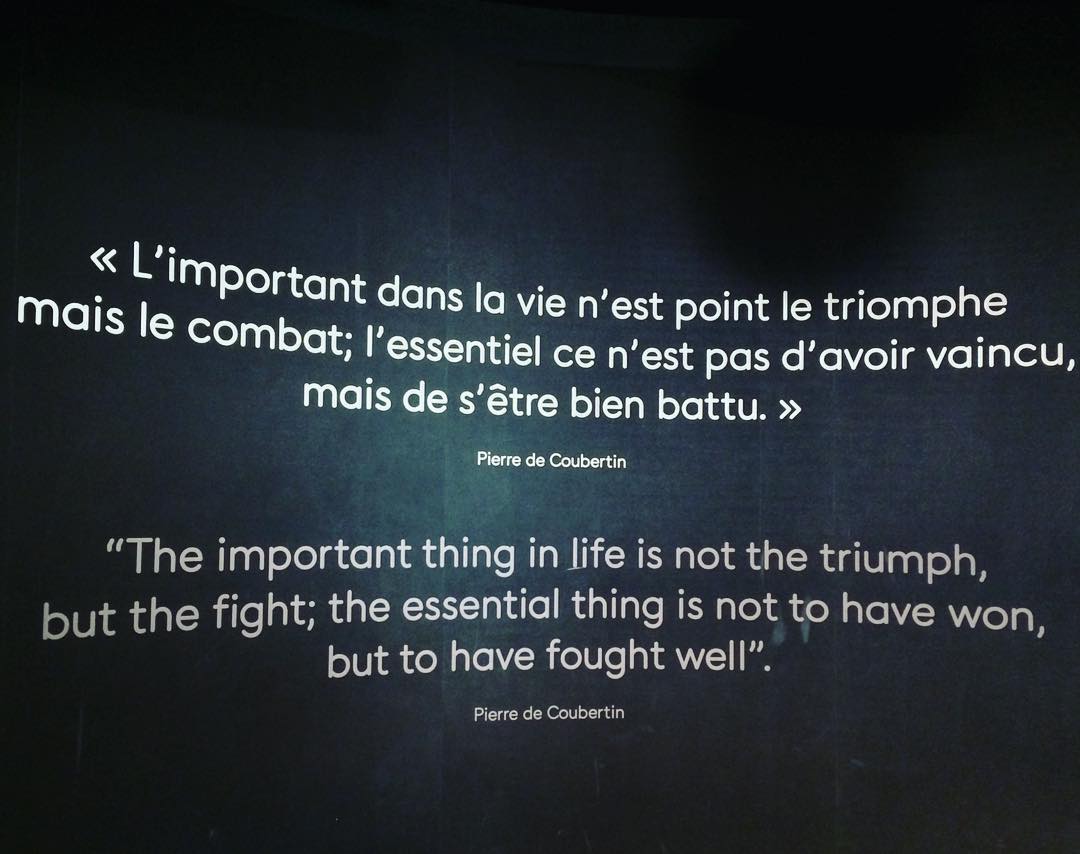 « L'important dans la vie n'est point le triomphe
mais le combat; l'essentiel ce n'est pas d'avoir vaincu,
mais de s'être bien battu. »
Pierre de Coubertin
“The important thing in life is not the triumph,
but the fight; the essential thing is not to have won,
but to have fought well”.
Pierre de Coubertin